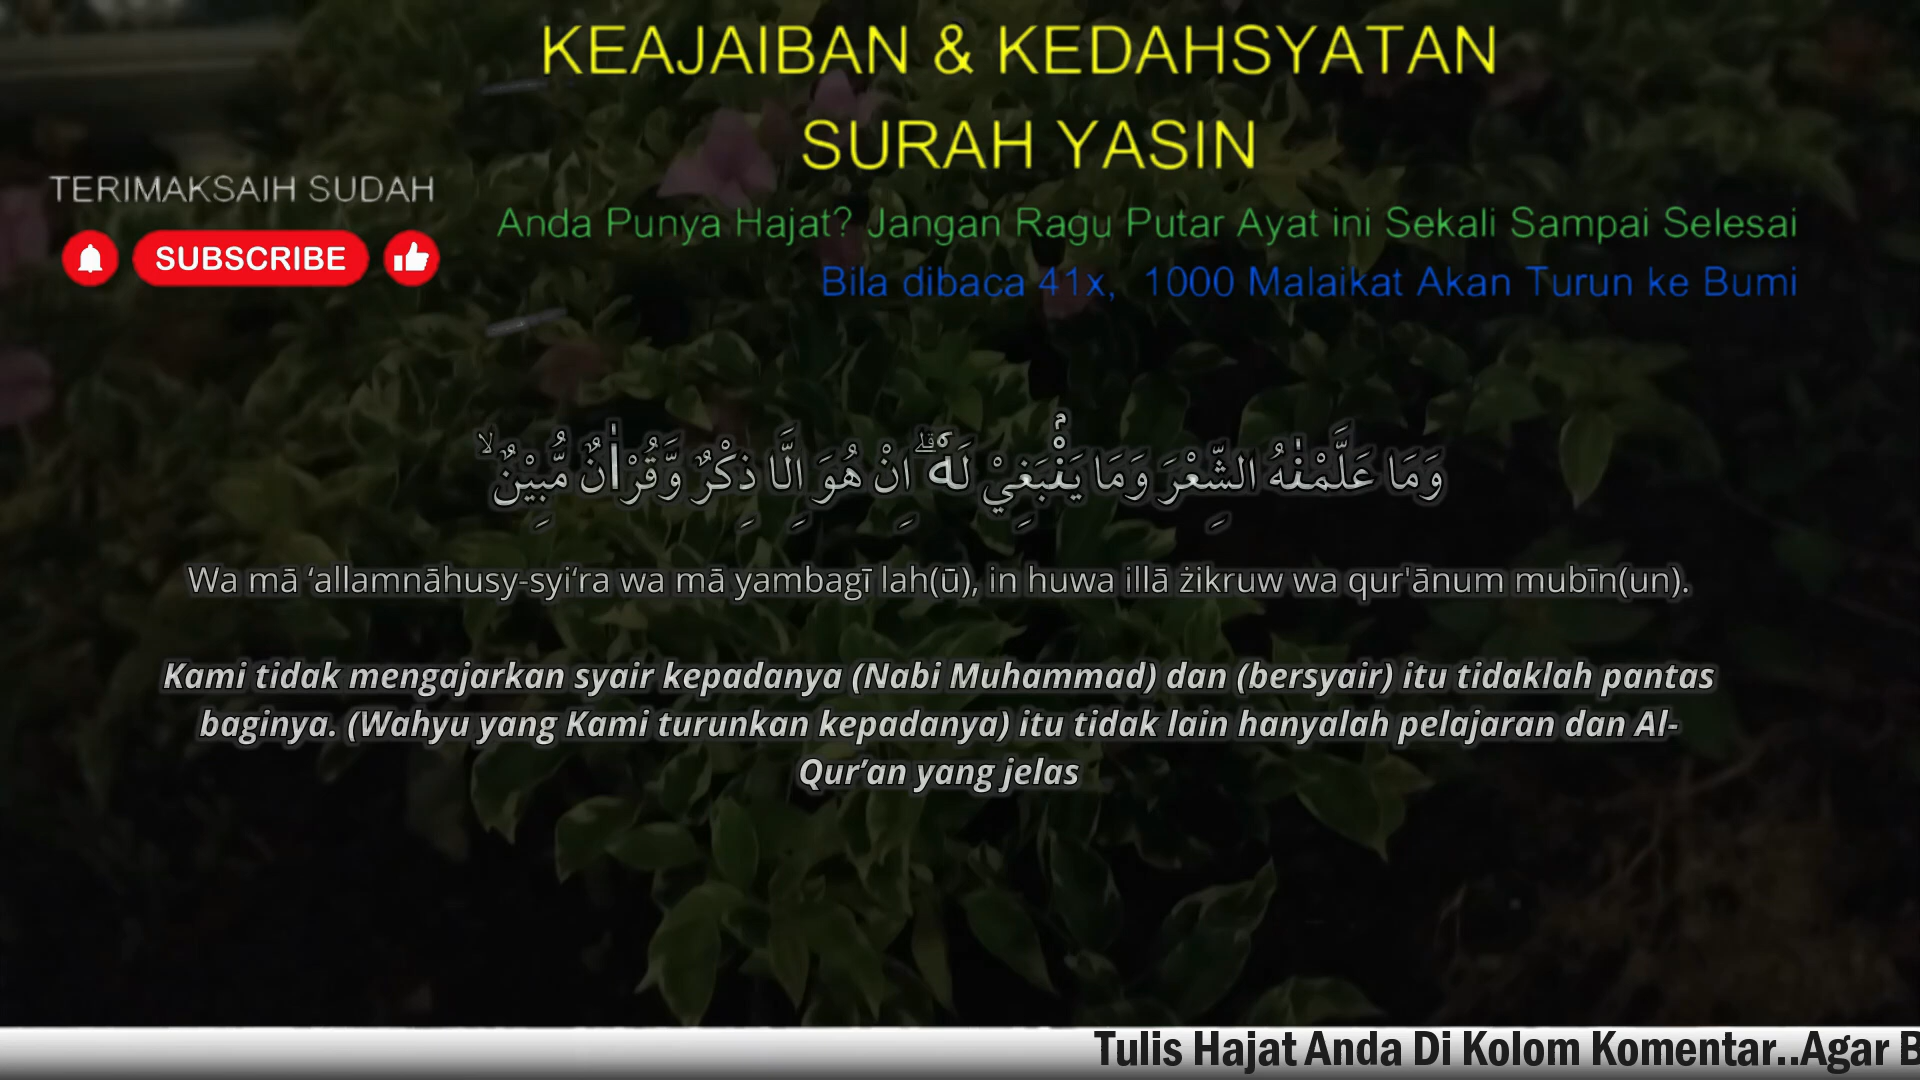 KEAJAIBAN & KEDAHSYATAN
SURAH YASIN
TERIMAKSAIH SUDAH
SUBSCRIBE
Anda Punya Hajat? Jangan Ragu Putar Ayat ini Sekali Sampai Selesai
Bila dibaca 41x, 1000 Malaikat Akan Turun ke Bumi
وَمَا عَلَّمْنٰهُ الشِّعْرَ وَمَا يَنْۢبَغِيْ لَهٗ ۗاِنْ هُوَ اِلَّا ذِكْرٌ وَّقُرْاٰنٌ مُّبِيْنٌ ۙ
Wa mā ‘allamnāhusy-syi‘ra wa mā yambagī lah(ū), in huwa illā żikruw wa qur'ānum mubīn(un).
Kami tidak mengajarkan syair kepadanya (Nabi Muhammad) dan (bersyair) itu tidaklah pantas
baginya. (Wahyu yang Kami turunkan kepadanya) itu tidak lain hanyalah pelajaran dan Al-
Qur’an yang jelas
Tulis Hajat Anda Di Kolom Komentar..Agar B